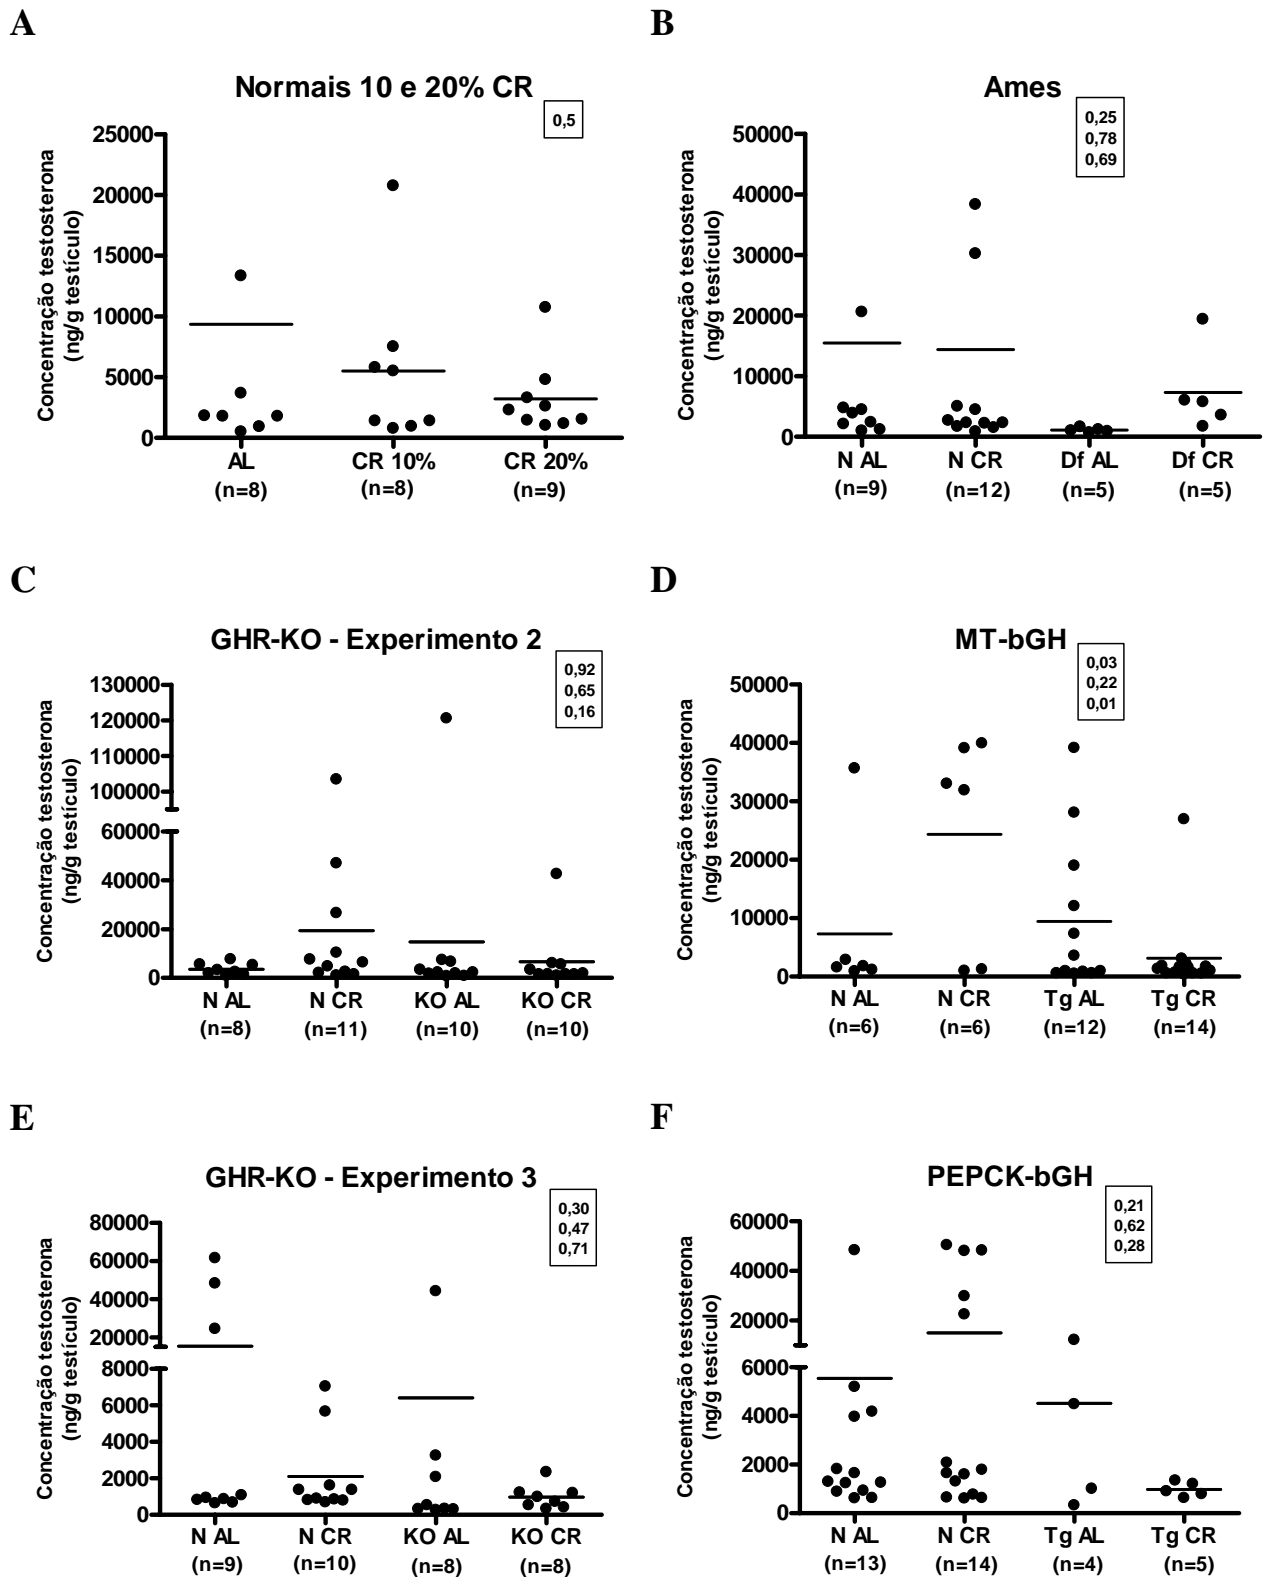 A
Normais 10 e 20% CR
0,5
Concentração testosterona
(ng/g testículo)
25000
20000
15000
10000
5000
0
AL CR 10% CR 20%
(n=8) (n=8) (n=9)
B
Ames
0,25
0,78
0,69
Concentração testosterona
(ng/g testículo)
50000
40000
30000
20000
10000
0
N AL N CR Df AL Df CR
(n=9) (n=12) (n=5) (n=5)
C
GHR-KO - Experimento 2
0,92
0,65
0,16
Concentração testosterona
(ng/g testículo)
130000
120000
110000
100000
60000
40000
20000
0
N AL N CR KO AL KO CR
(n=8) (n=11) (n=10) (n=10)
D
MT-bGH
0,03
0,22
0,01
Concentração testosterona
(ng/g testículo)
50000
40000
30000
20000
10000
0
N AL N CR Tg AL Tg CR
(n=6) (n=6) (n=12) (n=14)
E
GHR-KO - Experimento 3
0,30
0,47
0,71
Concentração testosterona
(ng/g testículo)
80000
60000
40000
20000
8000
6000
4000
2000
0
N AL N CR KO AL KO CR
(n=9) (n=10) (n=8) (n=8)
F
PEPCK-bGH
0,21
0,62
0,28
Concentração testosterona
(ng/g testículo)
60000
40000
20000
6000
4000
2000
0
N AL N CR Tg AL Tg CR
(n=13) (n=14) (n=4) (n=5)